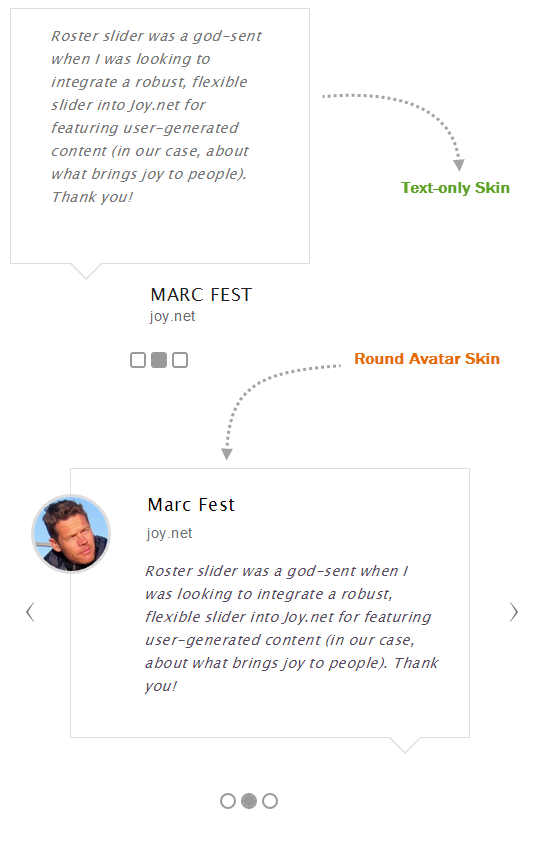 Roster slider was a god-sent
when I was looking to
integrate a robust, flexible
slider into Joy.net for
featuring user-generated
content (in our case, about
what brings joy to people).
Thank you!
Text-only Skin
MARC FEST
joy.net
Round Avatar Skin
Marc Fest
joy.net
Roster slider was a god-sent when I
was looking to integrate a robust,
flexible slider into Joy.net for featuring
user-generated content (in our case,
about what brings joy to people). Thank
you!